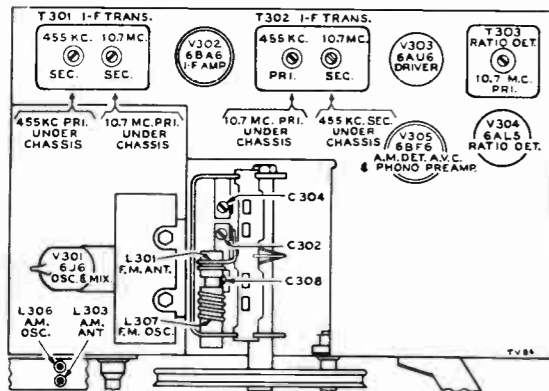 T301 I-F TRANS.
455 KC. 10.7 MC.
SEC. SEC.
455 KC PRI. UNDER CHASSIS
10.7 MC. PRI. UNDER CHASSIS
V302
6BA6
I-F AMP.
T302 I-F TRANS.
455 KC. 10.7 MC.
PRI. SEC.
10.7 MC. PRI. UNDER CHASSIS
455 KC. SEC. UNDER CHASSIS
V303
6AU6
DRIVER
T303
RATIO DET.
10.7 M.C.
PRI.
V305
6BF6
A.M. DET. A.V.C.
& PHONO PREAMP.
V304
6AL5
RATIO DET.
C304
C302
L301
F.M. ANT.
C308
V301
6J6
OSC. & MIX.
L307
F.M. OSC.
L306
A.M.
OSC.
L303
A.M.
ANT
TV84